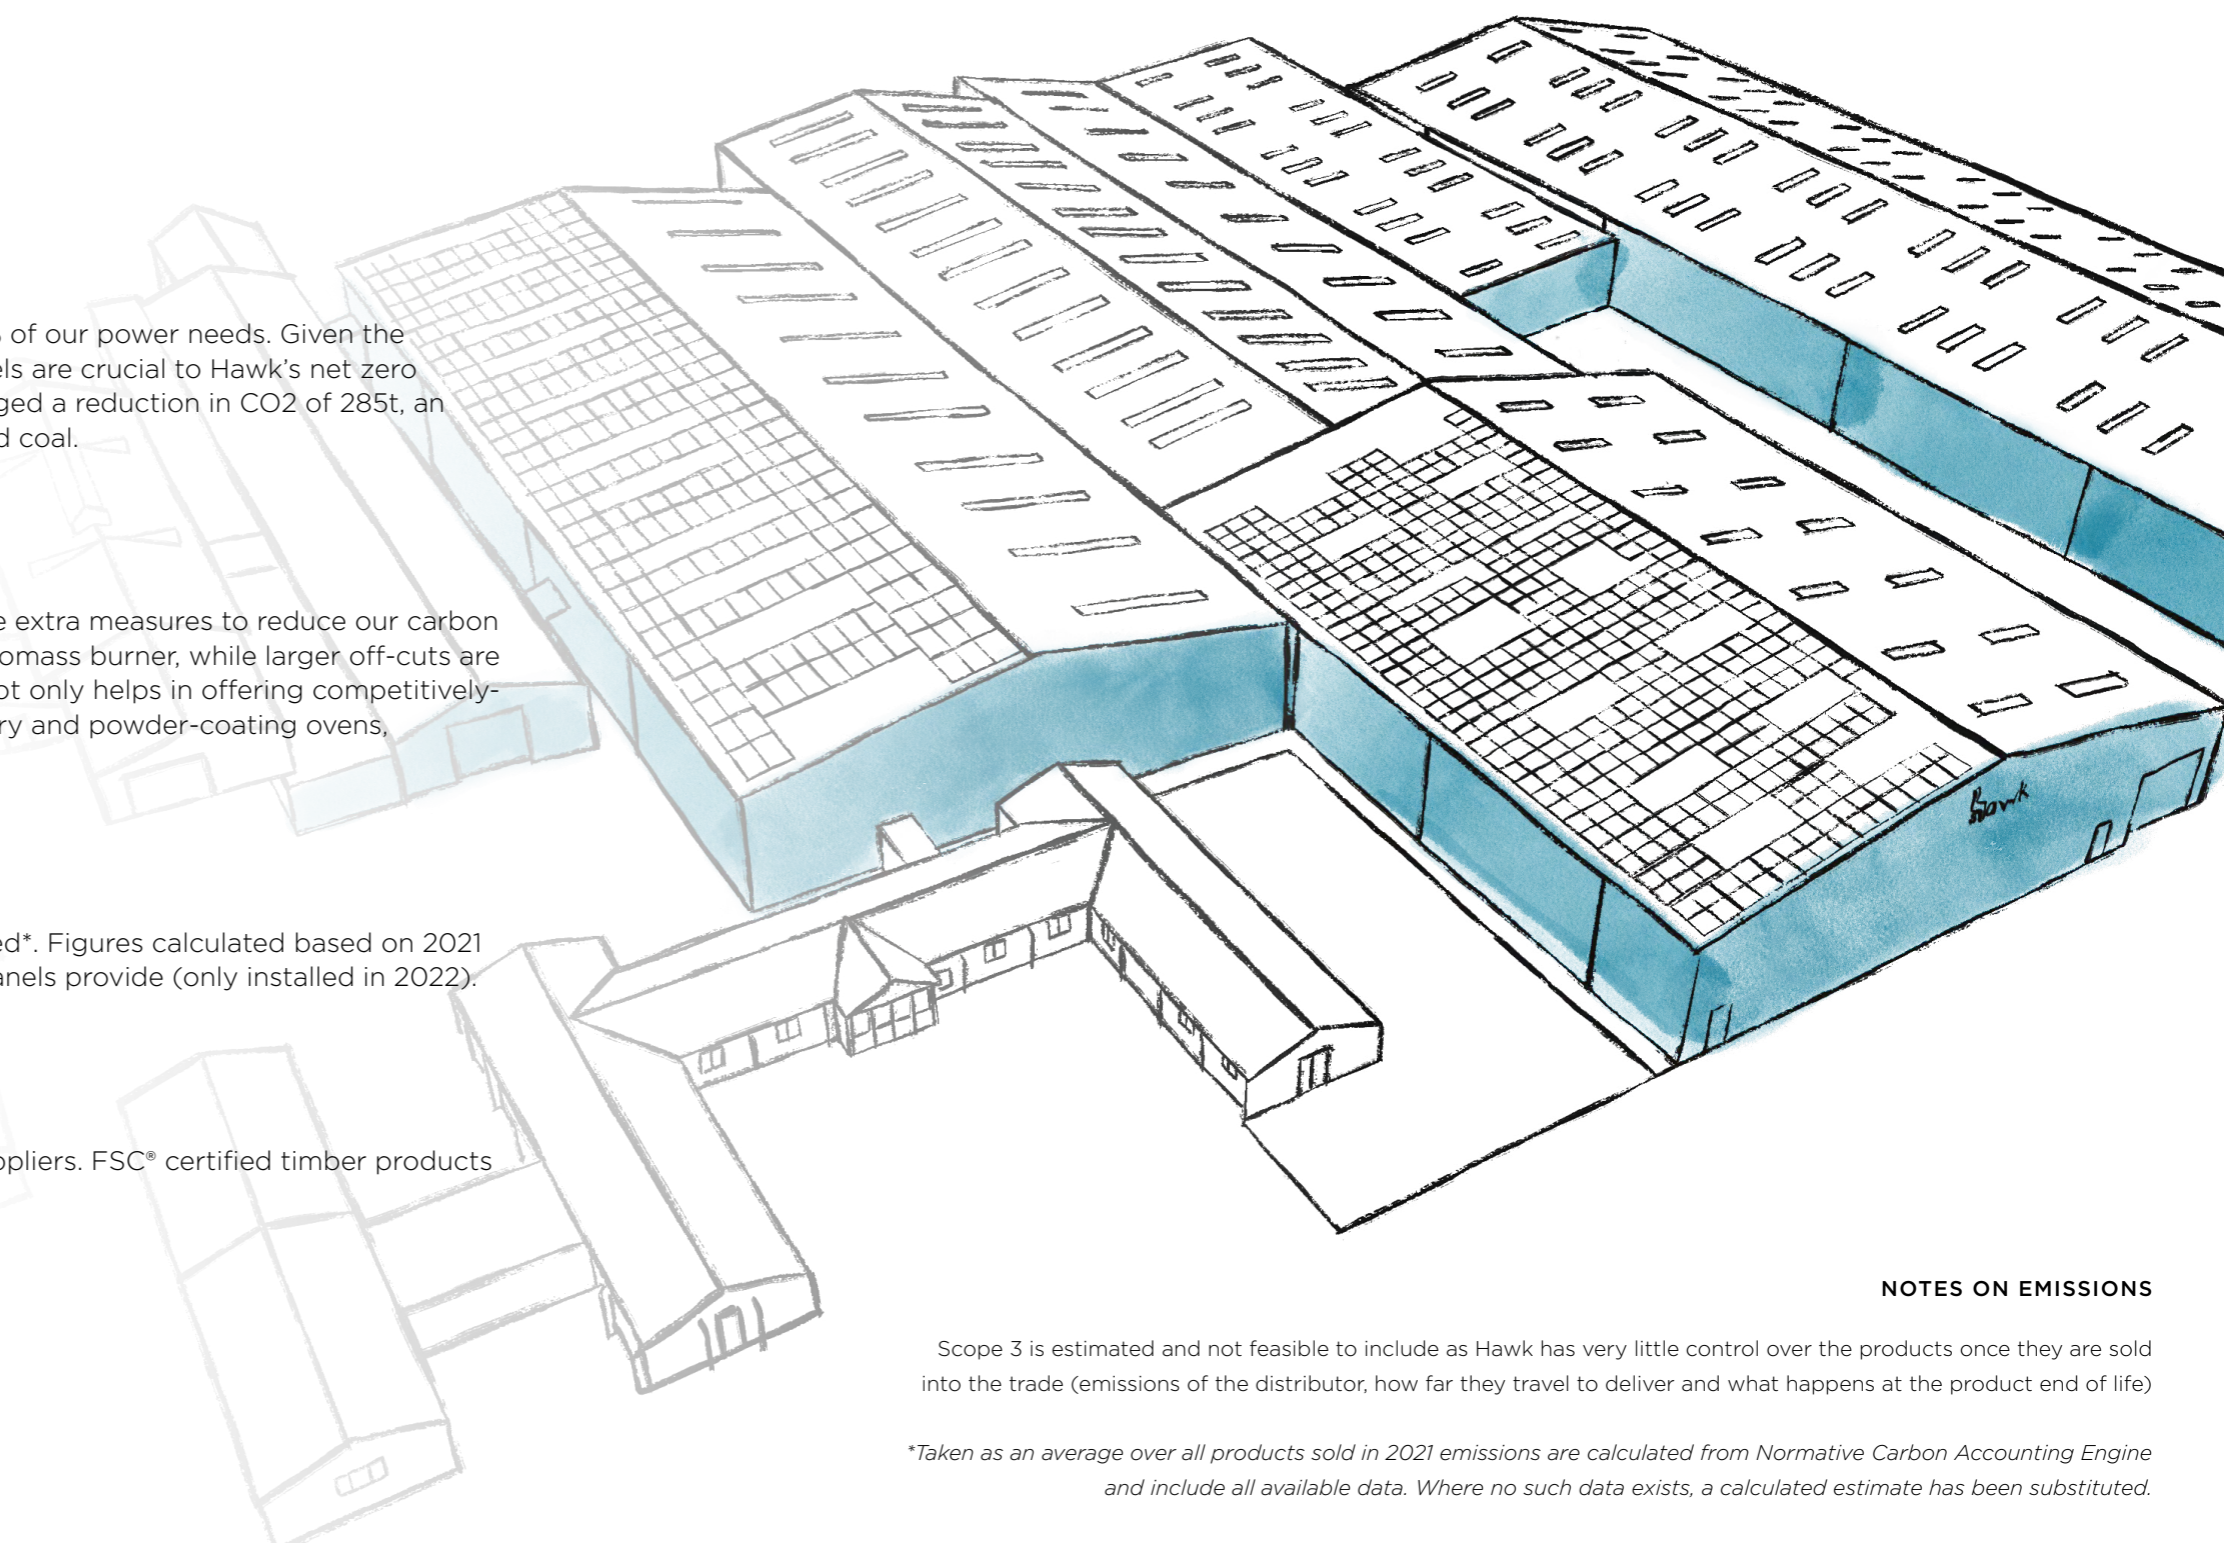 of our power needs. Given the
els are crucial to Hawk's net zero
ged a reduction in CO2 of 285t, an
d coal.
e extra measures to reduce our carbon
omass burner, while larger off-cuts are
ot only helps in offering competitively-
ry and powder-coating ovens,
ed*. Figures calculated based on 2021
anels provide (only installed in 2022).
ppliers. FSC® certified timber products
Hawk
NOTES ON EMISSIONS
Scope 3 is estimated and not feasible to include as Hawk has very little control over the products once they are sold
into the trade (emissions of the distributor, how far they travel to deliver and what happens at the product end of life)
*Taken as an average over all products sold in 2021 emissions are calculated from Normative Carbon Accounting Engine
and include all available data. Where no such data exists, a calculated estimate has been substituted.